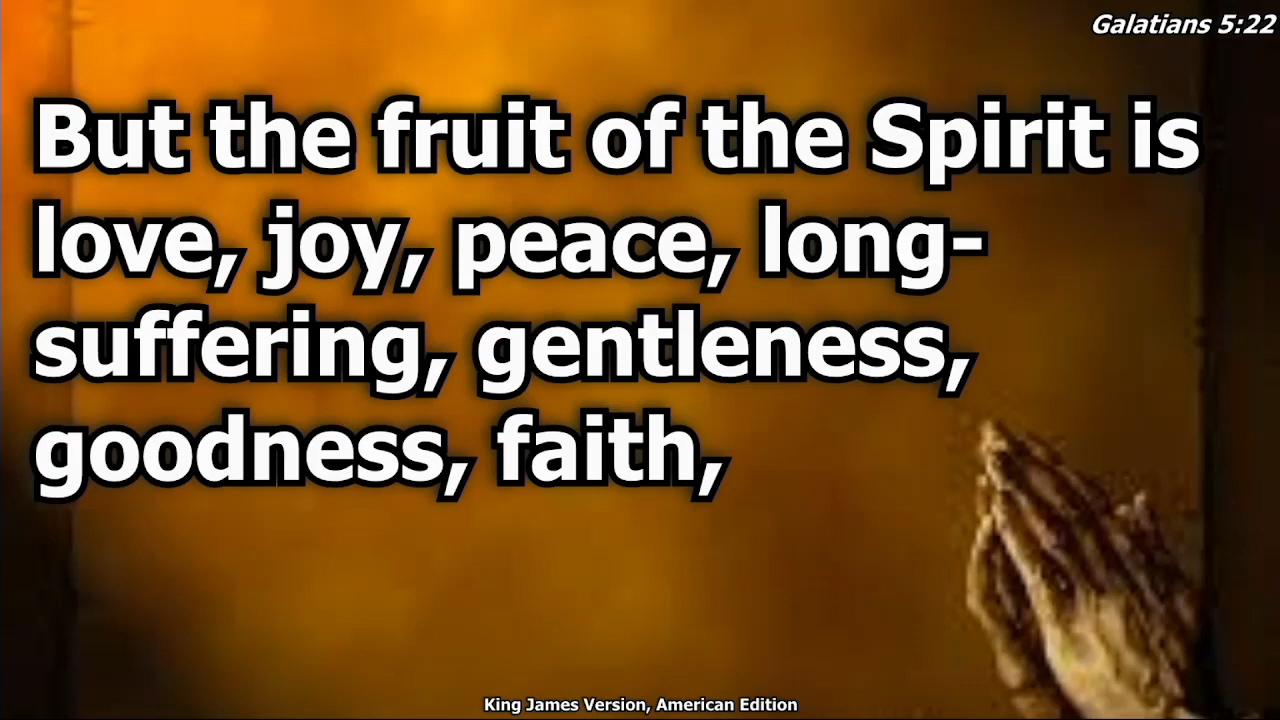 Galatians 5:22
But the fruit of the Spirit is
love, joy, peace, long-
suffering, gentleness,
goodness, faith,
King James Version, American Edition